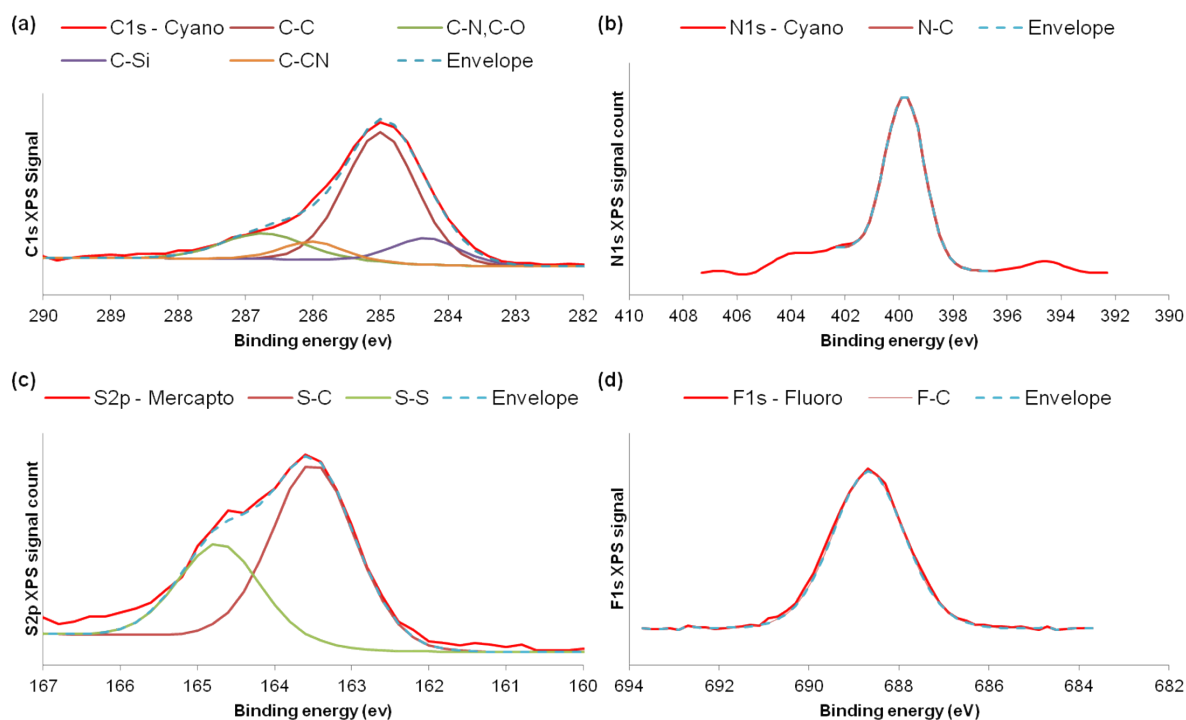 (a)
C1s - Cyano C-C C-N,C-O
C-Si C-CN Envelope
C1s XPS Signal
290 289 288 287 286 285 284 283 282
Binding energy (ev)
(b)
N1s - Cyano N-C Envelope
N1s XPS signal count
410 408 406 404 402 400 398 396 394 392 390
Binding energy (ev)
(c)
S2p - Mercapto S-C S-S Envelope
S2p XPS signal count
167 166 165 164 163 162 161 160
Binding energy (ev)
(d)
F1s - Fluoro F-C Envelope
F1s XPS signal
694 692 690 688 686 684 682
Binding energy (eV)